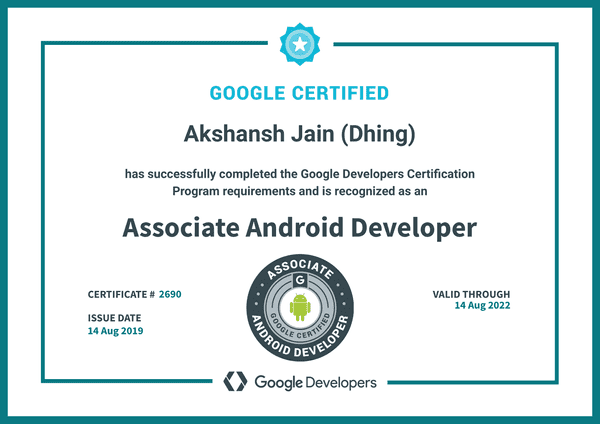 GOOGLE CERTIFIED
Akshansh Jain (Dhing)
has successfully completed the Google Developers Certification
Program requirements and is recognized as an
Associate Android Developer
CERTIFICATE # 2690
ISSUE DATE
14 Aug 2019
ASSOCIATE
G
GOOGLE CERTIFIED
ANDROID DEVELOPER
VALID THROUGH
14 Aug 2022
Google Developers